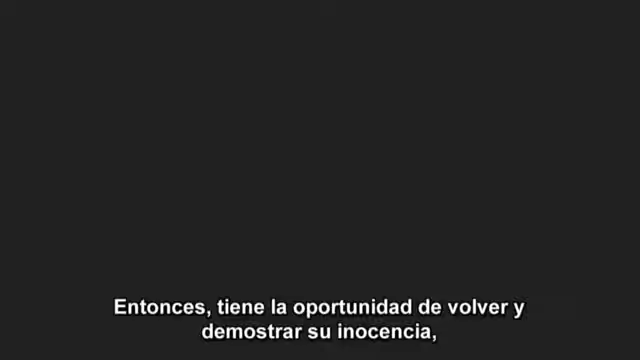 Entonces, tiene la oportunidad de volver y
demostrar su inocencia,